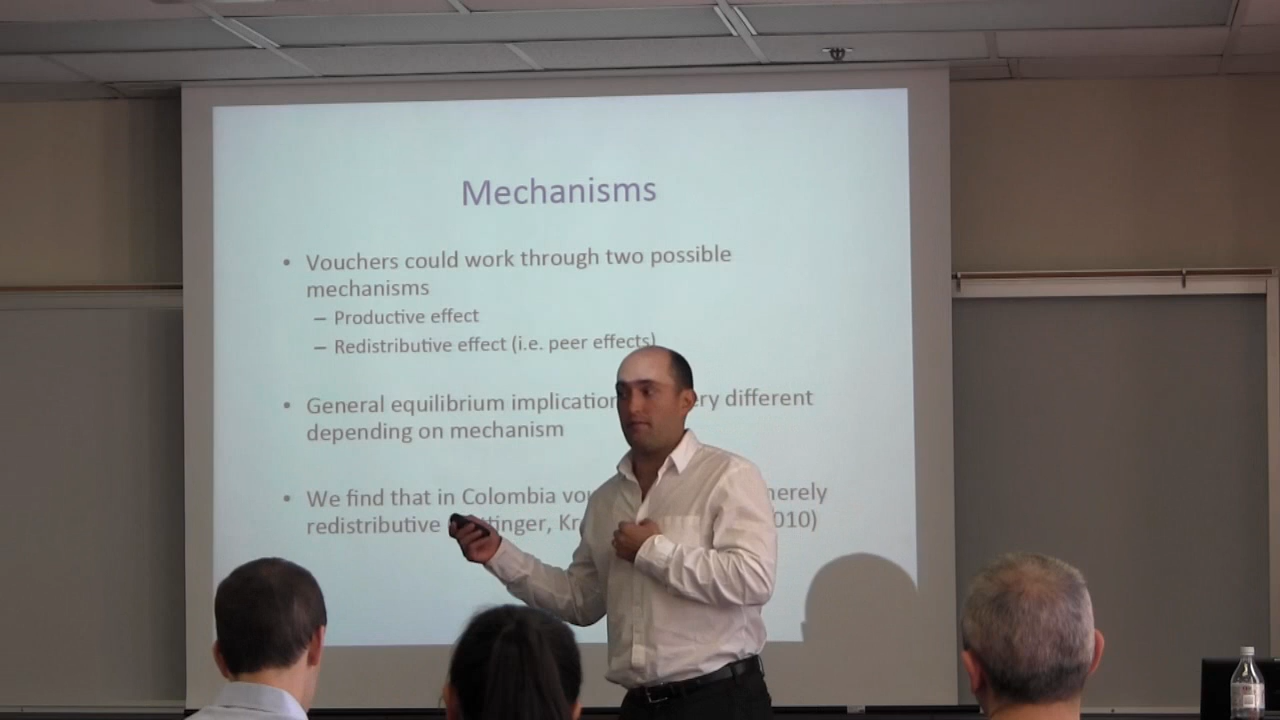 Mechanisms
• Vouchers could work through two possible
mechanisms
– Productive effect
– Redistributive effect (i.e. peer effects)
• General equilibrium implication different
depending on mechanism
• We find that in Colombia
redistributive